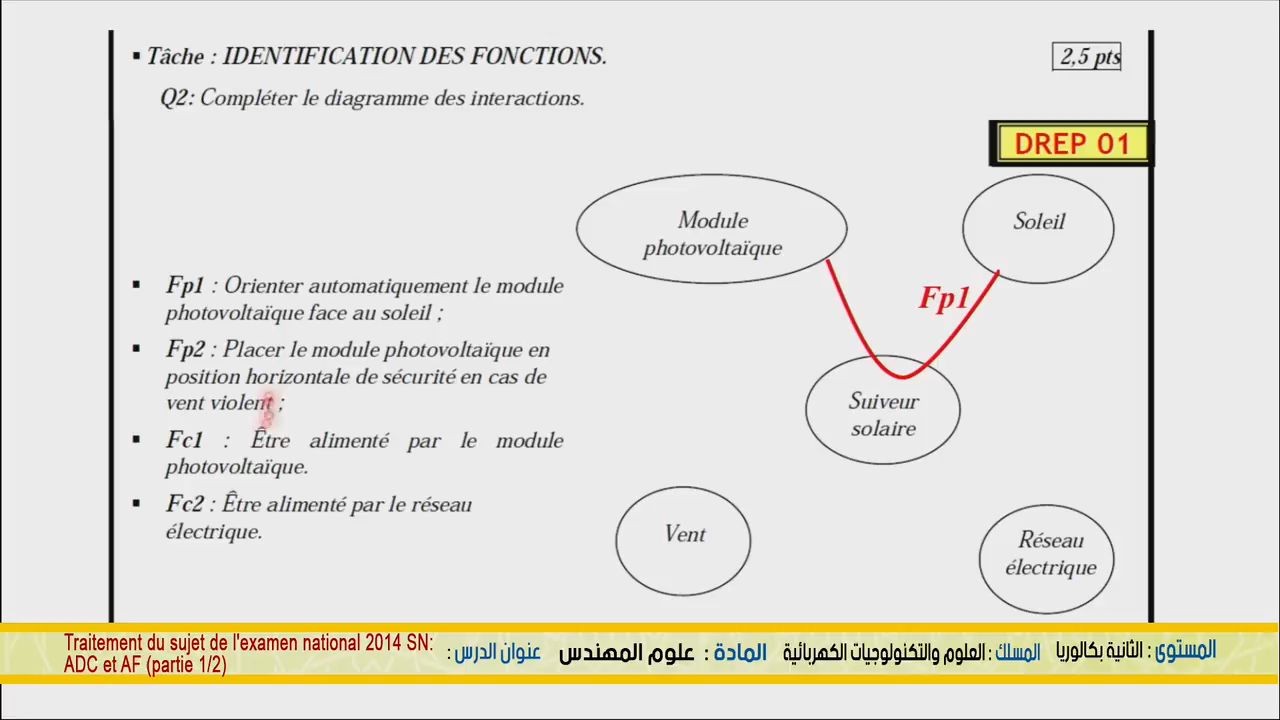 ▪ Tâche : IDENTIFICATION DES FONCTIONS.
2,5 pts
Q2: Compléter le diagramme des interactions.
DREP 01
Module
photovoltaïque
Soleil
▪ Fp1 : Orienter automatiquement le module
photovoltaïque face au soleil ;
Fp1
▪ Fp2 : Placer le module photovoltaïque en
position horizontale de sécurité en cas de
vent violent ;
Suiveur
solaire
▪ Fc1 : Être alimenté par le module
photovoltaïque.
▪ Fc2 : Être alimenté par le réseau
électrique.
Vent
Réseau
électrique
المستوى : الثانية بكالوريا المسلك : العلوم والتكنولوجيات الكهربائية المادة : علوم المهندس عنوان الدرس :
Traitement du sujet de l'examen national 2014 SN:
ADC et AF (partie 1/2)